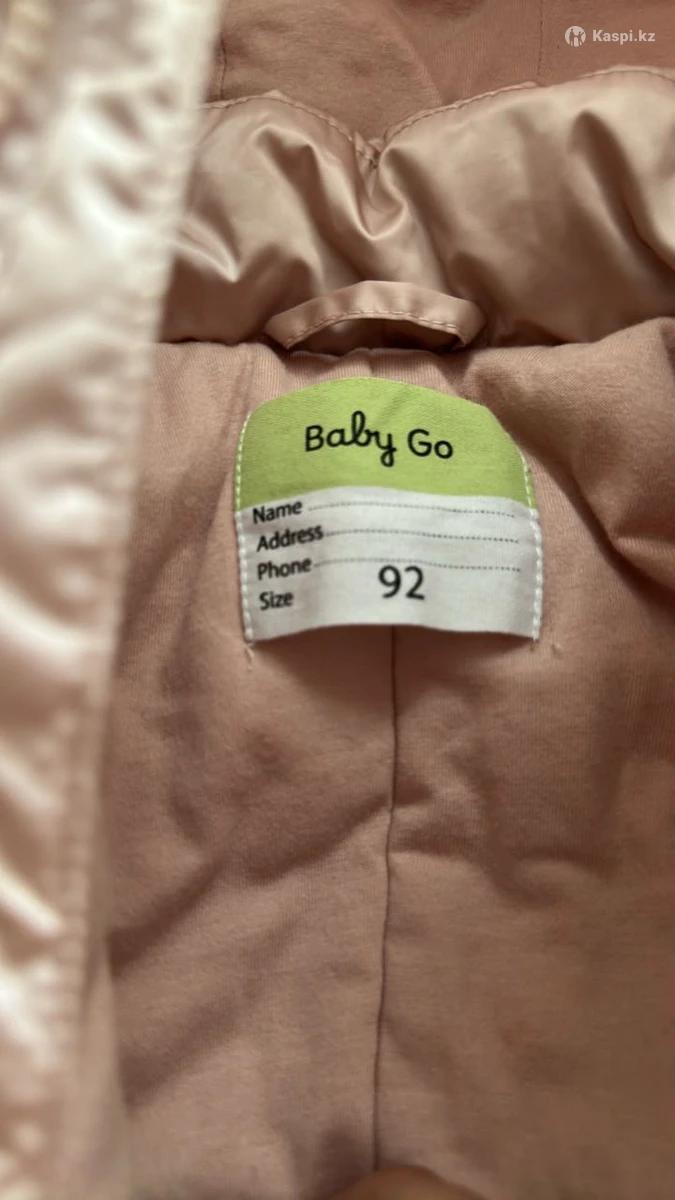 Kaspi.kz
Baby Go
Name
Address
Phone
Size 92